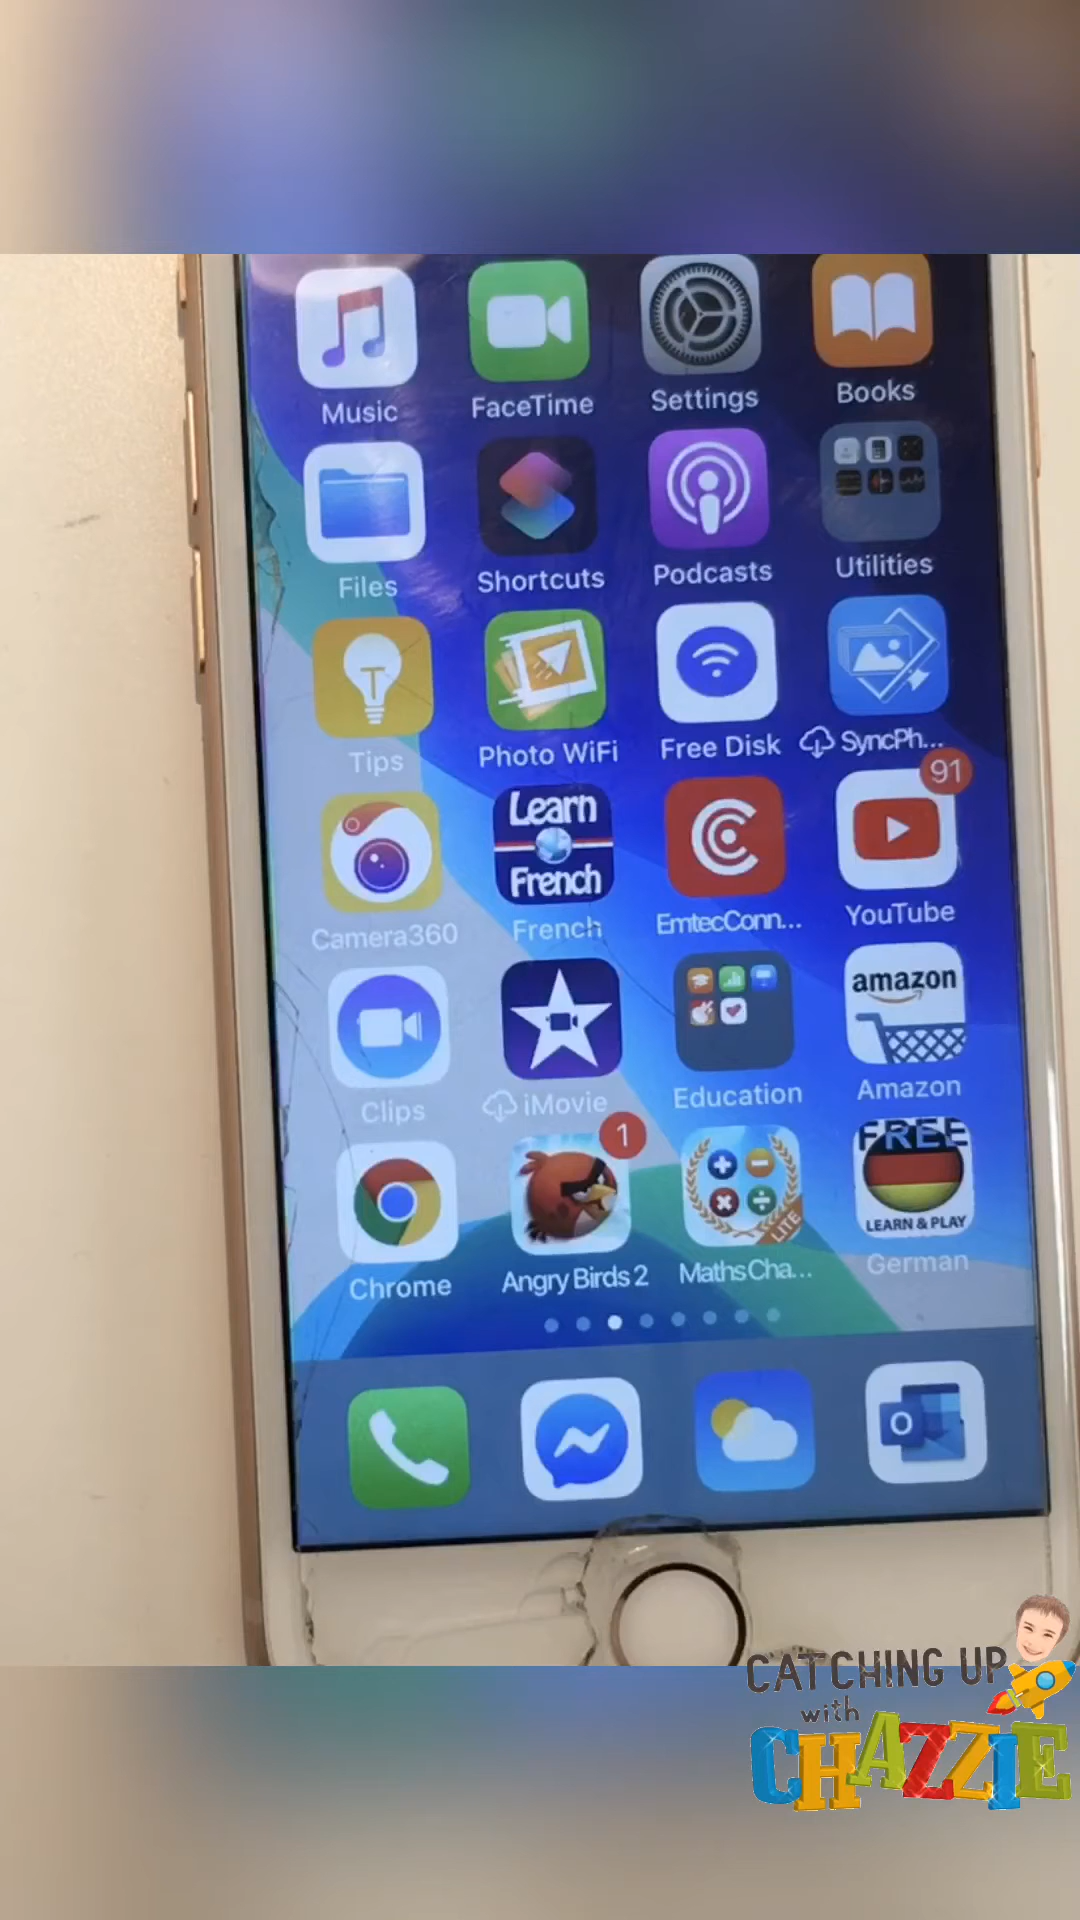 Music FaceTime Settings Books
Files Shortcuts Podcasts Utilities
Tips Photo WiFi Free Disk SyncPh...
91
Learn
French
Camera360 French EmtecConn... YouTube
amazon
Clips iMovie Education Amazon
1
FREE
LITE
LEARN & PLAY
Chrome Angry Birds 2 MathsCha... German
O
CATCHING UP
with
CHAZZIE